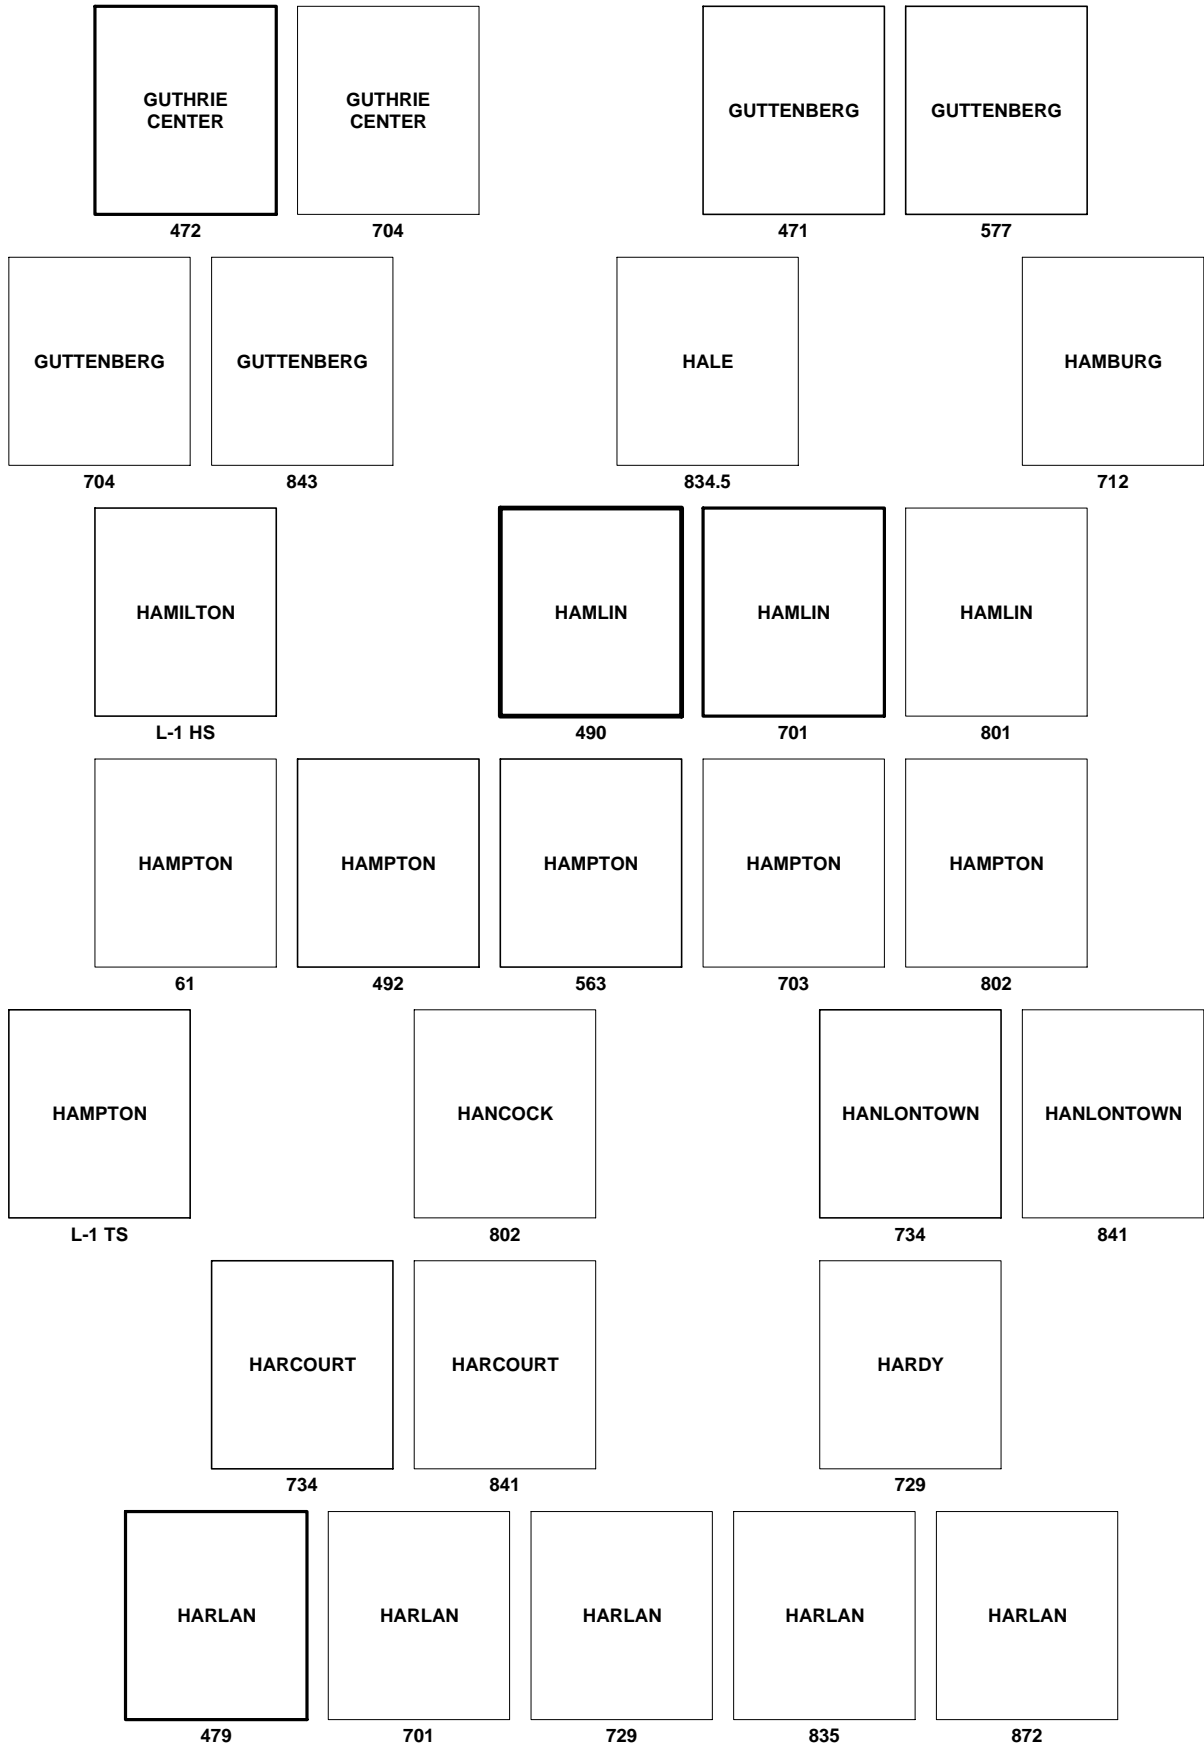 GUTHRIE
CENTER
GUTHRIE
CENTER
GUTTENBERG
GUTTENBERG
472
704
471
577
GUTTENBERG
GUTTENBERG
HALE
HAMBURG
704
843
834.5
712
HAMILTON
HAMLIN
HAMLIN
HAMLIN
L-1 HS
490
701
801
HAMPTON
HAMPTON
HAMPTON
HAMPTON
HAMPTON
61
492
563
703
802
HAMPTON
HANCOCK
HANLONTOWN
HANLONTOWN
L-1 TS
802
734
841
HARCOURT
HARCOURT
HARDY
734
841
729
HARLAN
HARLAN
HARLAN
HARLAN
HARLAN
479
701
729
835
872